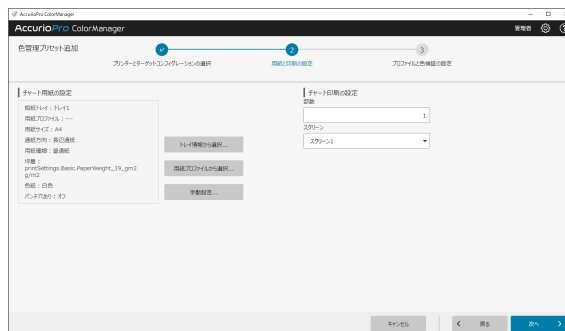 AccurioPro ColorManager
AccurioPro ColorManager
管理者
色管理プリセット追加
2
3
プリンターとターゲットコンフィグレーションの選択
用紙と印刷の設定
プロファイルと色検証の設定
チャート用紙の設定
給紙トレイ：トレイ1
用紙プロファイル：---
用紙サイズ：A4
通紙方向：長辺通紙
用紙種類：普通紙
坪量：
printSettings.Basic.PaperWeight_19_gm2
g/m2
色紙：白色
パンチ穴あり：オフ
トレイ情報から選択...
用紙プロファイルから選択...
手動設定...
チャート印刷の設定
部数
1
スクリーン
スクリーン1
キャンセル
戻る
次へ